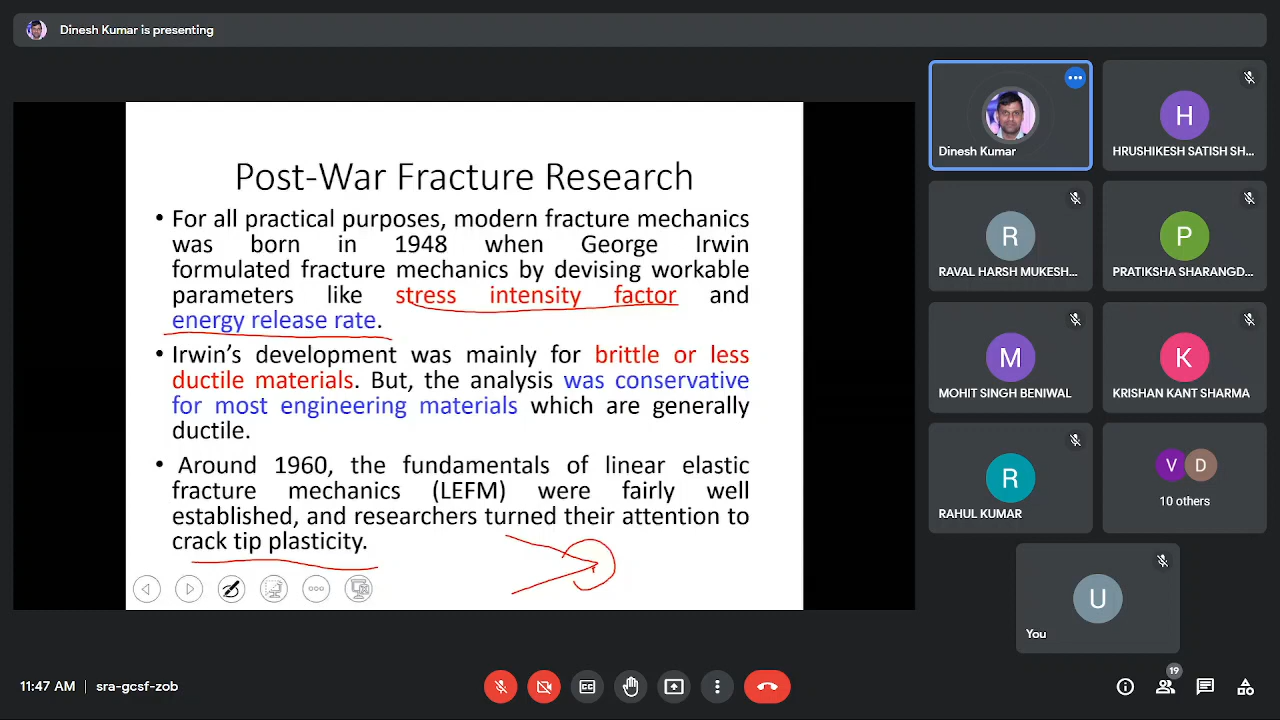 Dinesh Kumar is presenting
Post-War Fracture Research
• For all practical purposes, modern fracture mechanics
was born in 1948 when George Irwin
formulated fracture mechanics by devising workable
parameters like stress intensity factor and
energy release rate.
• Irwin’s development was mainly for brittle or less
ductile materials. But, the analysis was conservative
for most engineering materials which are generally
ductile.
• Around 1960, the fundamentals of linear elastic
fracture mechanics (LEFM) were fairly well
established, and researchers turned their attention to
crack tip plasticity.
Dinesh Kumar
H
HRUSHIKESH SATISH SH...
R
RAVAL HARSH MUKESH...
P
PRATIKSHA SHARANGD...
M
MOHIT SINGH BENIWAL
K
KRISHAN KANT SHARMA
R
RAHUL KUMAR
V D
10 others
U
You
11:47 AM | sra-gcsf-zob
19